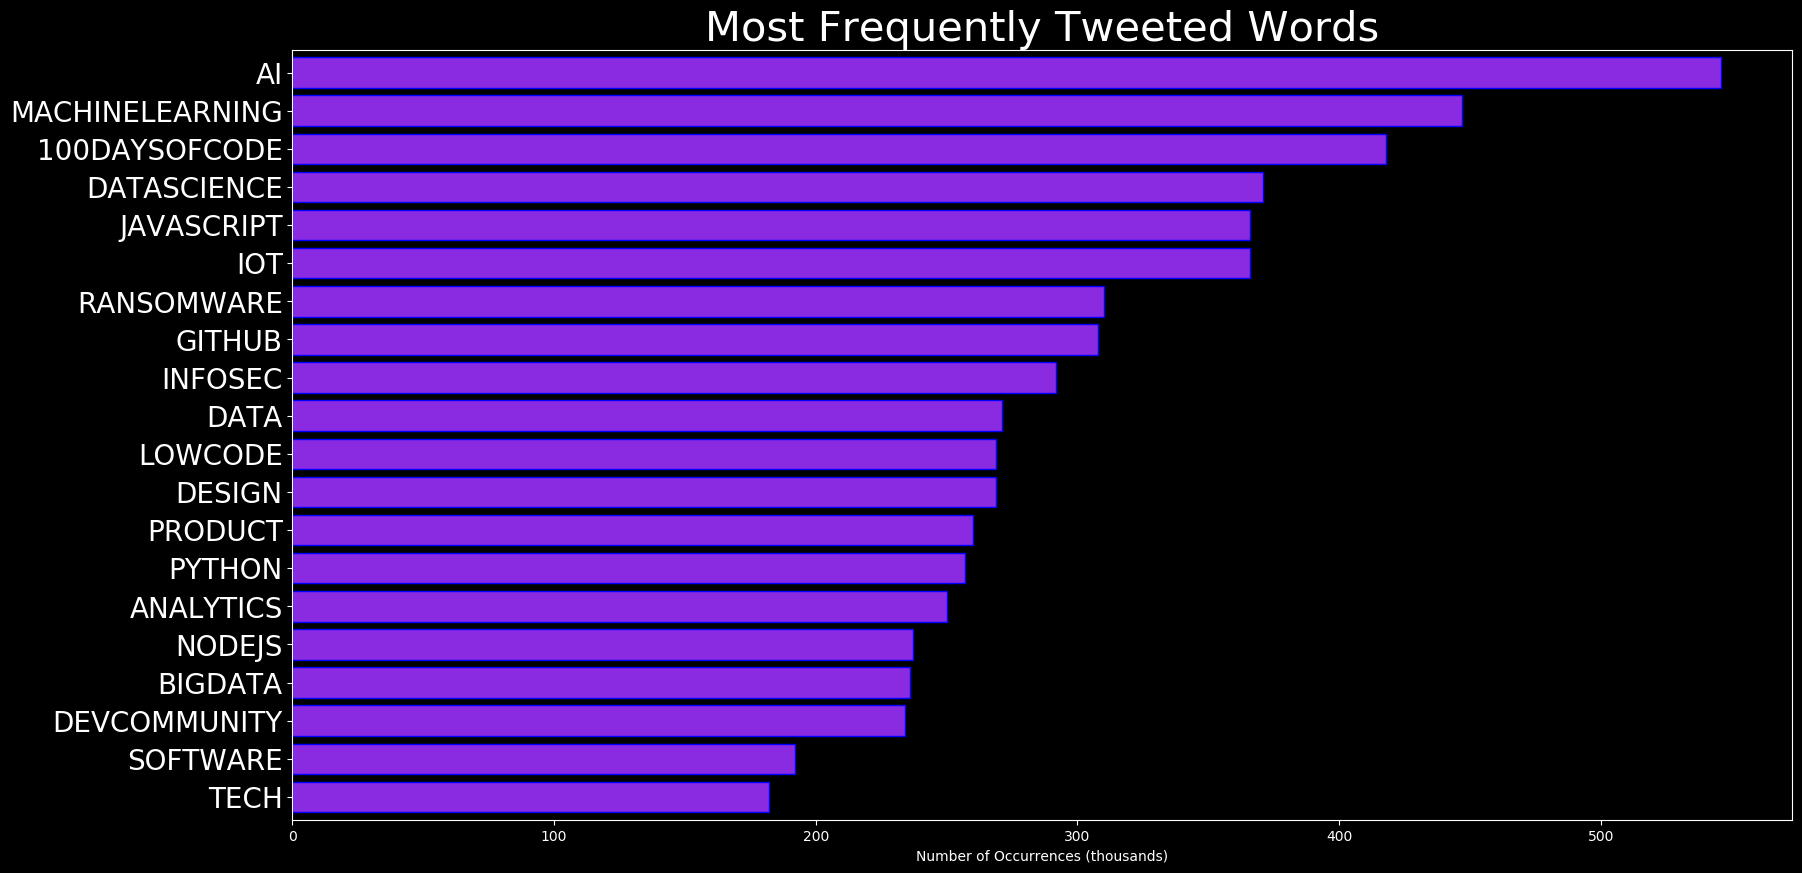 Most Frequently Tweeted Words
AI
MACHINELEARNING
100DAYSOFCODE
DATASCIENCE
JAVASCRIPT
IOT
RANSOMWARE
GITHUB
INFOSEC
DATA
LOWCODE
DESIGN
PRODUCT
PYTHON
ANALYTICS
NODEJS
BIGDATA
DEVCOMMUNITY
SOFTWARE
TECH
0 100 200 300 400 500
Number of Occurrences (thousands)